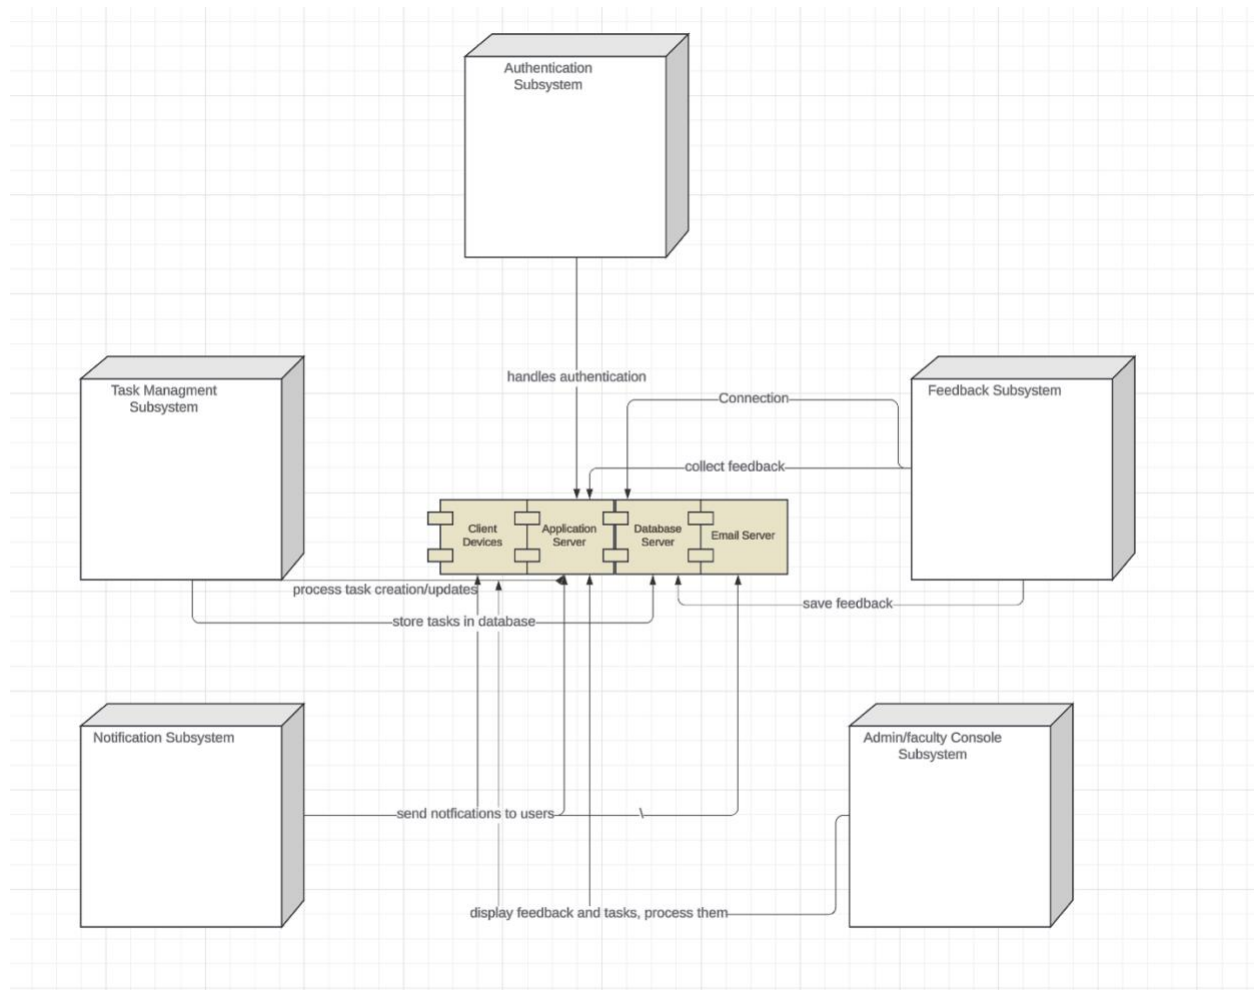 Authentication
Subsystem
handles authentication
Task Managment
Subsystem
Feedback Subsystem
Connection
collect feedback
Client
Devices
Application
Server
Database
Server
Email Server
process task creation/updates
save feedback
store tasks in database
Notification Subsystem
Admin/faculty Console
Subsystem
send notfications to users
\
display feedback and tasks, process them